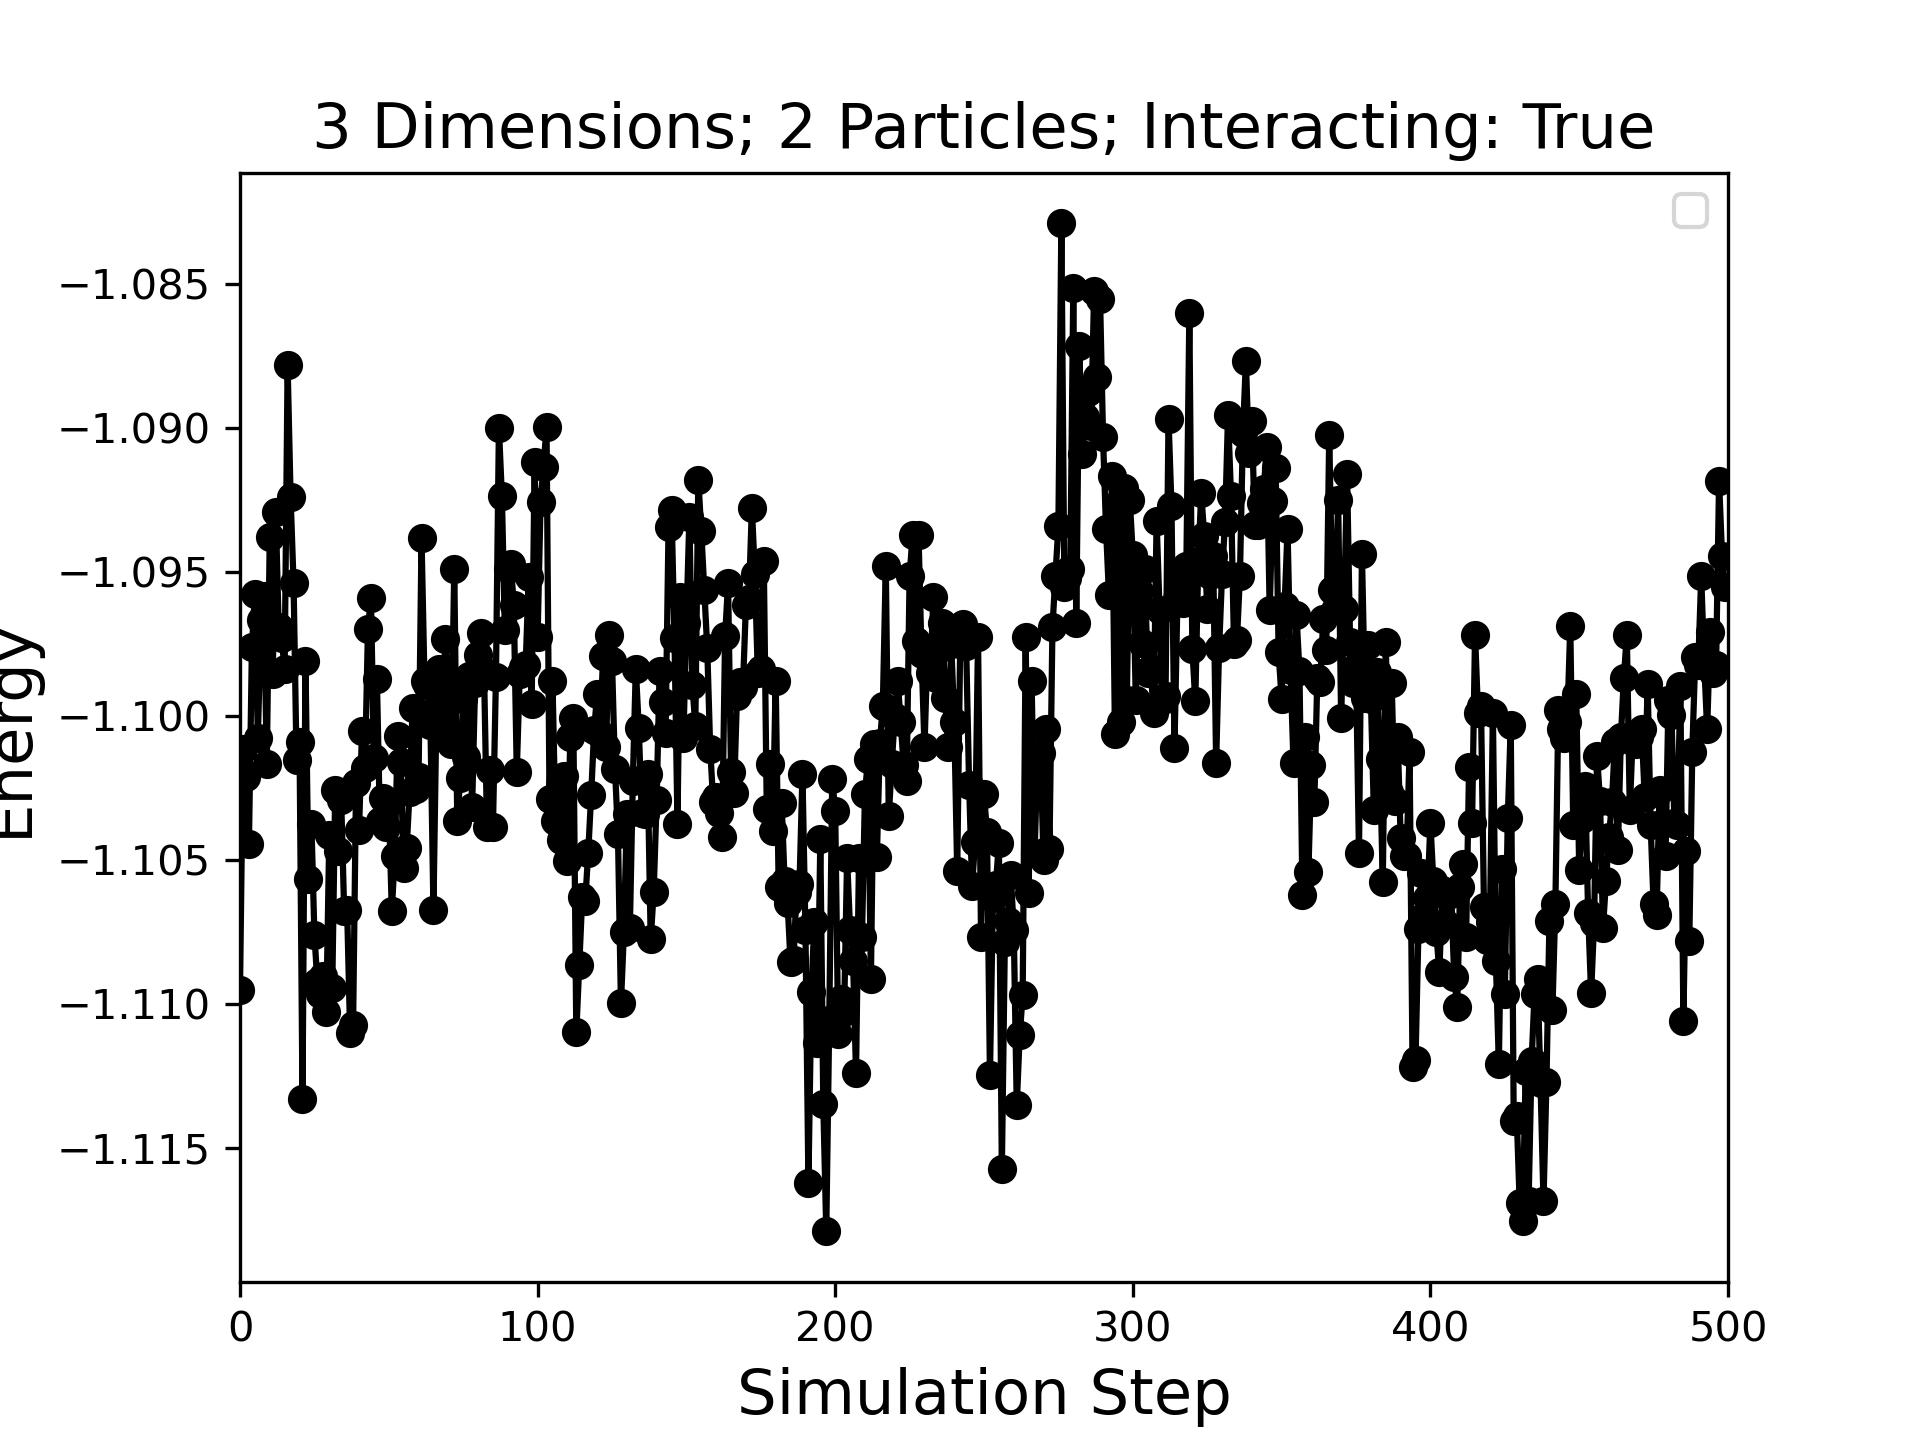 3 Dimensions; 2 Particles; Interacting: True
Energy
−1.085
−1.090
−1.095
−1.100
−1.105
−1.110
−1.115
0 100 200 300 400 500
Simulation Step